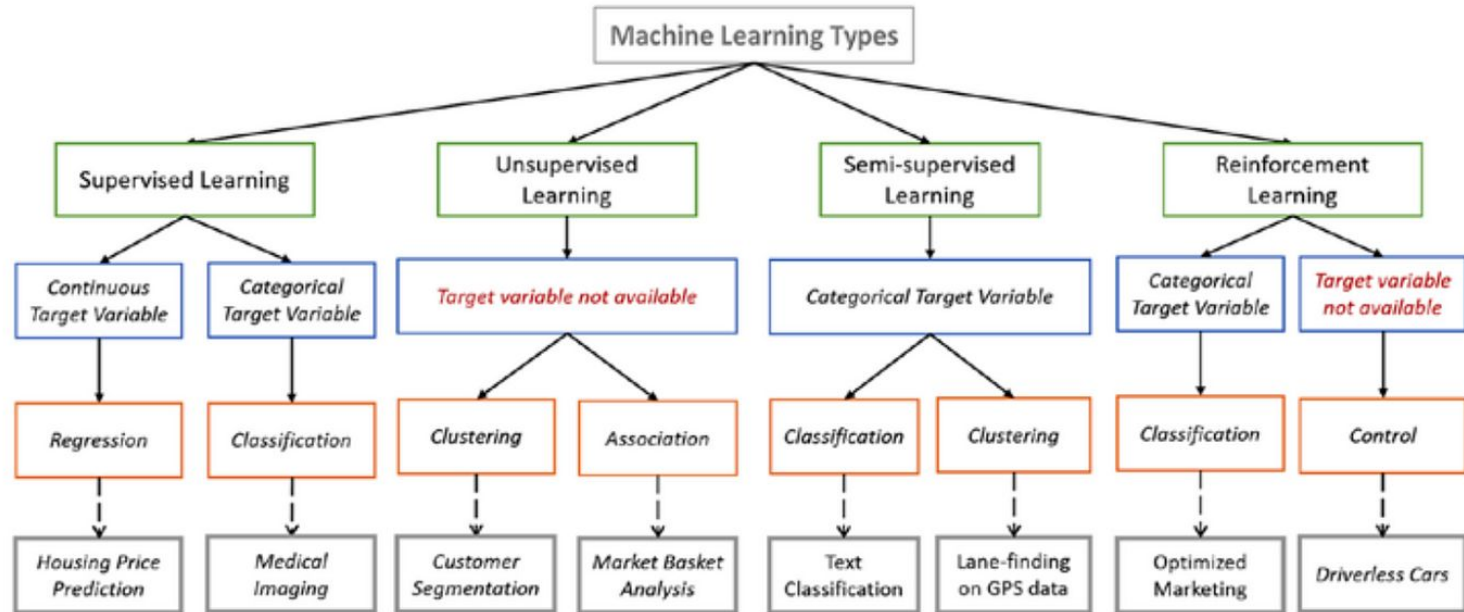 Machine Learning Types
Supervised Learning
Unsupervised
Learning
Semi-supervised
Learning
Reinforcement
Learning
Continuous
Target Variable
Categorical
Target Variable
Target variable not available
Categorical Target Variable
Categorical
Target Variable
Target variable
not available
Regression
Classification
Clustering
Association
Classification
Clustering
Classification
Control
Housing Price
Prediction
Medical
Imaging
Customer
Segmentation
Market Basket
Analysis
Text
Classification
Lane-finding
on GPS data
Optimized
Marketing
Driverless Cars